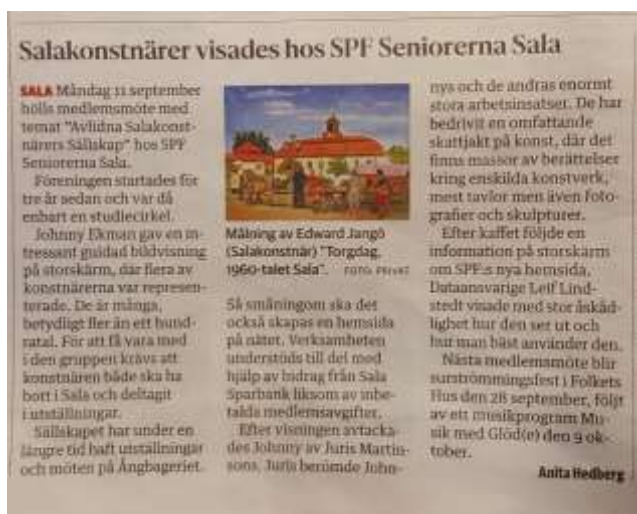 Salakonstnärer visades hos SPF Seniorerna Sala
SALA Måndag 11 september
hölls medlemsmöte med
temat "Avlidna Salakonst-
närers Sällskap" hos SPF
Seniorerna Sala.
Föreningen startades för
tre år sedan och var då
enbart en studiecirkel.
Johnny Ekman gav en in-
tressant guidad bildvisning
på storskärm, där flera av
konstnärerna var represen-
terade. De är många,
betydligt fler än ett hund-
ratal. För att få vara med
i den gruppen krävs att
konstnären både ska ha
bott i Sala och deltagit
i utställningar.
Sällskapet har under en
längre tid haft utställningar
och möten på Ångbageriet.
Målning av Edward Jangö
(Salakonstnär) "Torgdag,
1960-talet Sala". FOTO: PRIVAT
Så småningom ska det
också skapas en hemsida
på nätet. Verksamheten
understöds till del med
hjälp av bidrag från Sala
Sparbank liksom av inbe-
talda medlemsavgifter.
Efter visningen avtacka-
des Johnny av Juris Martin-
sons. Juris berömde John-
nys och de andras enormt
stora arbetsinsatser. De har
bedrivit en omfattande
skattjakt på konst, där det
finns massor av berättelser
kring enskilda konstverk,
mest tavlor men även foto-
grafier och skulpturer.
Efter kaffet följde en
information på storskärm
om SPF:s nya hemsida,
Dataansvarige Leif Lind-
stedt visade med stor åskåd-
lighet hur den ser ut och
hur man bäst använder den.
Nästa medlemsmöte blir
surströmmingsfest i Folkets
Hus den 28 september, följt
av ett musikprogram Mu-
sik med Glöd(e) den 9 ok-
tober.
Anita Hedberg